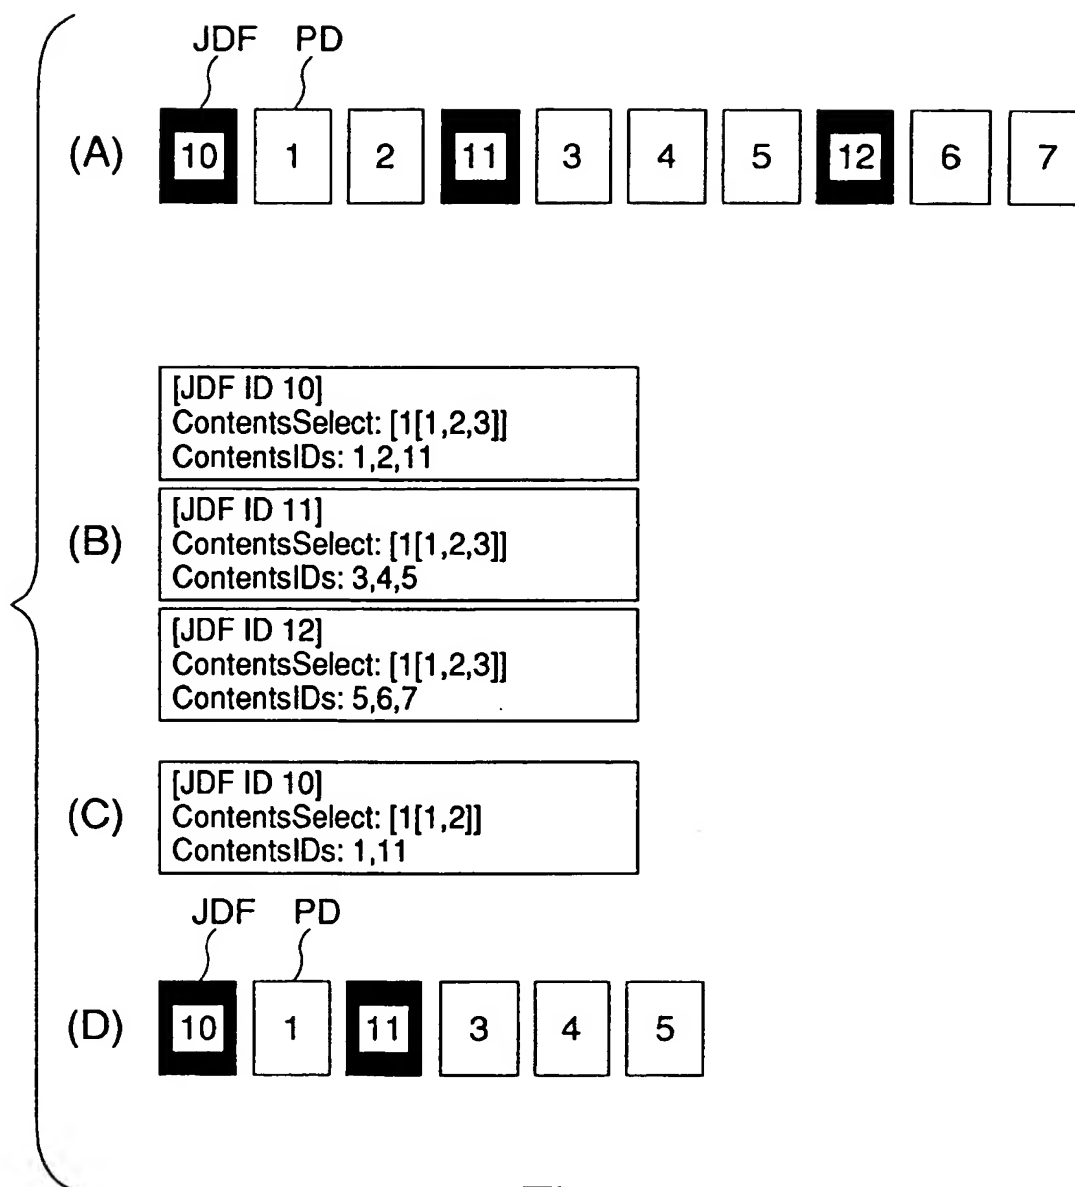 JDF PD
(A) 10 1 2 11 3 4 5 12 6 7
[JDF ID 10]
ContentsSelect: [1[1,2,3]]
ContentsIDs: 1,2,11
(B)
[JDF ID 11]
ContentsSelect: [1[1,2,3]]
ContentsIDs: 3,4,5
[JDF ID 12]
ContentsSelect: [1[1,2,3]]
ContentsIDs: 5,6,7
(C)
[JDF ID 10]
ContentsSelect: [1[1,2]]
ContentsIDs: 1,11
JDF PD
(D) 10 1 11 3 4 5